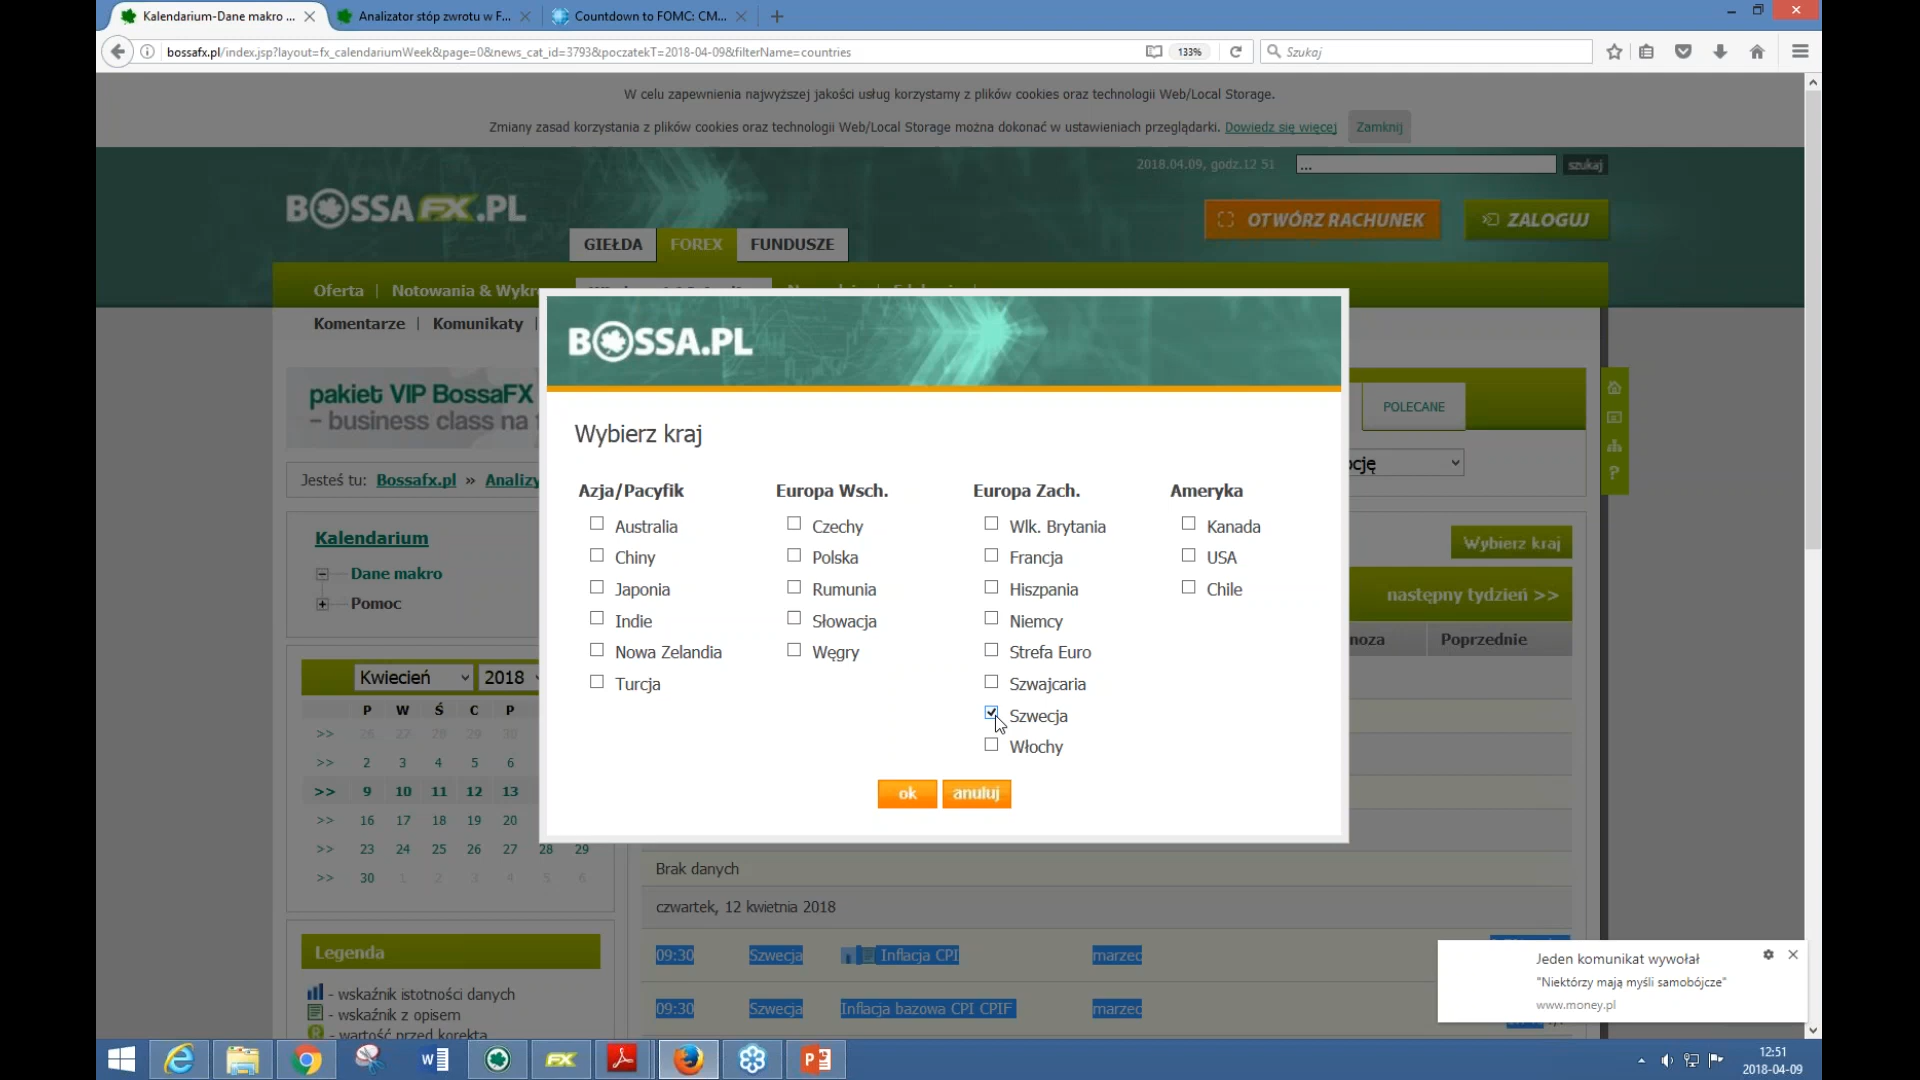 Kalendarium-Dane makro ...
Analizator stóp zwrotu w F...
Countdown to FOMC: CM...
bossafx.pl/index.jsp?layout=fx_calendariumWeek&page=0&news_cat_id=3793&poczatekT=2018-04-09&filterName=countries
133%
Szukaj
W celu zapewnienia najwyższej jakości usług korzystamy z plików cookies oraz technologii Web/Local Storage.
Zmiany zasad korzystania z plików cookies oraz technologii Web/Local Storage można dokonać w ustawieniach przeglądarki. Dowiedz się więcej Zamknij
2018.04.09, godz.12 51
...
szukaj
BOSSAFX.PL
OTWÓRZ RACHUNEK
ZALOGUJ
GIEŁDA FOREX FUNDUSZE
Oferta | Notowania & Wykr
Komentarze | Komunikaty |
BOSSA.PL
pakiet VIP BossaFX
– business class na
POLECANE
cję
Jesteś tu: Bossafx.pl » Analizy
Wybierz kraj
Azja/Pacyfik
Australia
Chiny
Japonia
Indie
Nowa Zelandia
Turcja
Europa Wsch.
Czechy
Polska
Rumunia
Słowacja
Węgry
Europa Zach.
Wlk. Brytania
Francja
Hiszpania
Niemcy
Strefa Euro
Szwajcaria
Szwecja
Włochy
Ameryka
Kanada
USA
Chile
ok
anuluj
Kalendarium
Dane makro
Pomoc
Wybierz kraj
następny tydzień >>
noza
Poprzednie
Kwiecień 2018
P W Ś C P
>> 26 27 28 29 30
>> 2 3 4 5 6
>> 9 10 11 12 13
>> 16 17 18 19 20
>> 23 24 25 26 27 28 29
>> 30 1 2 3 4 5 6
Legenda
- wskaźnik istotności danych
- wskaźnik z opisem
- wartość przed korektą
Brak danych
czwartek, 12 kwietnia 2018
09:30 Szwecja Inflacja CPI marzec
09:30 Szwecja Inflacja bazowa CPI CPIF marzec
Jeden komunikat wywołał
"Niektórzy mają myśli samobójcze"
www.money.pl
FX
12:51
2018-04-09